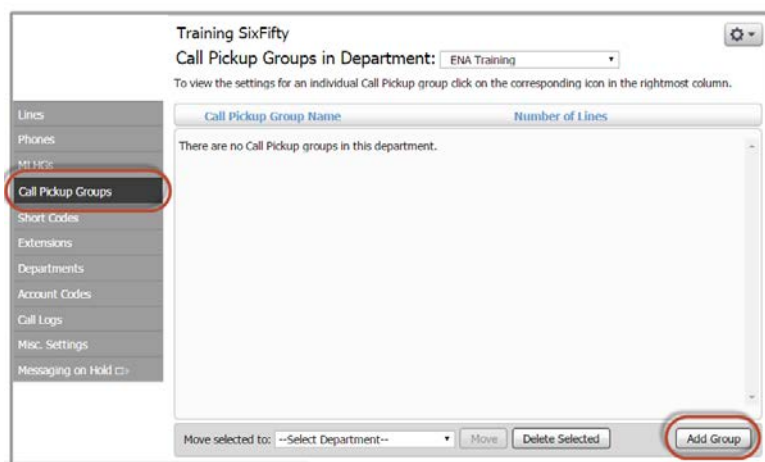 Training SixFifty
Call Pickup Groups in Department: ENA Training
To view the settings for an individual Call Pickup group click on the corresponding icon in the rightmost column.
Lines
Phones
MLHGs
Call Pickup Groups
Short Codes
Extensions
Departments
Account Codes
Call Logs
Misc. Settings
Messaging on Hold
Call Pickup Group Name Number of Lines
There are no Call Pickup groups in this department.
Move selected to: --Select Department-- Move Delete Selected Add Group